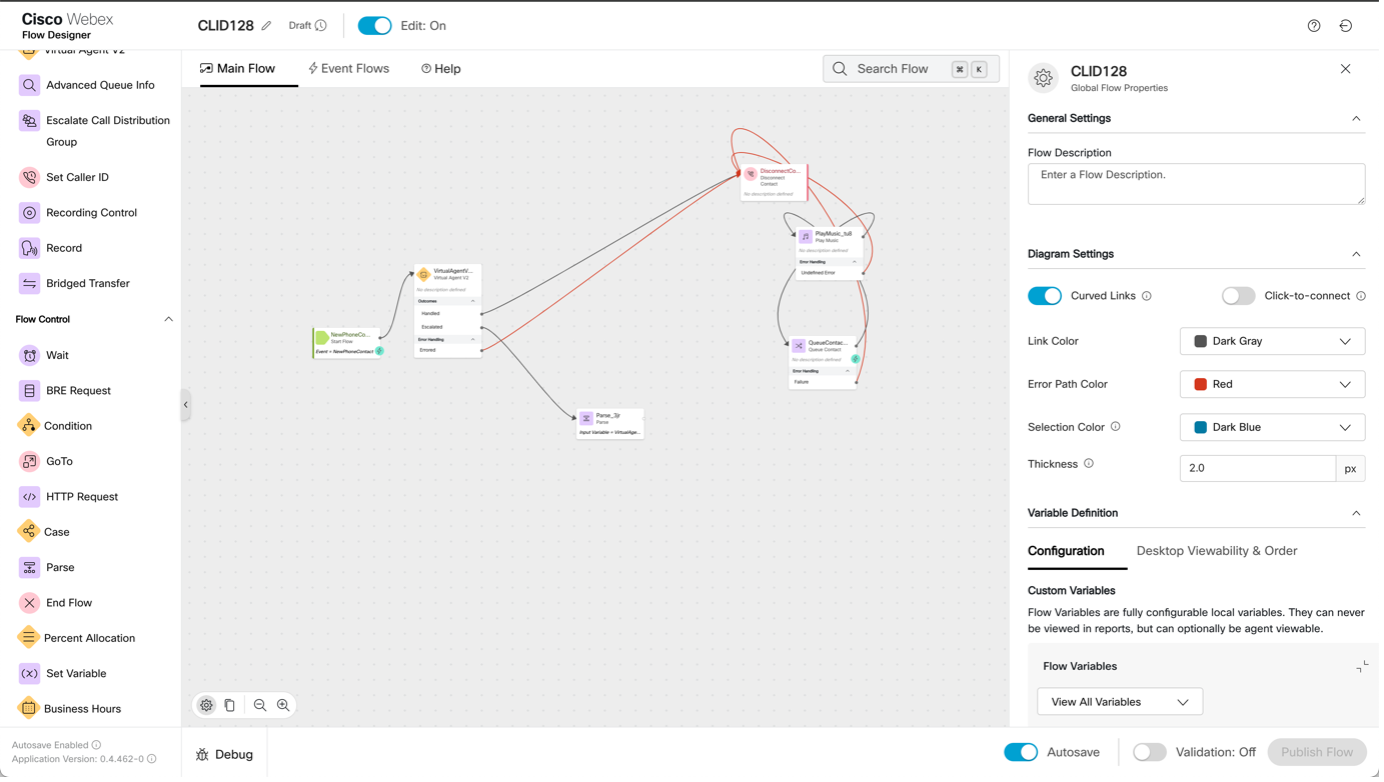 Cisco Webex
Flow Designer
CLID128
Draft
Edit: On
Virtual Agent V2
Advanced Queue Info
Escalate Call Distribution
Group
Set Caller ID
Recording Control
Record
Bridged Transfer
Flow Control
Wait
BRE Request
Condition
GoTo
HTTP Request
Case
Parse
End Flow
Percent Allocation
Set Variable
Business Hours
Autosave Enabled
Application Version: 0.4.462-0
Main Flow
Event Flows
Help
Search Flow
⌘ K
NewPhoneCo...
Start Flow
Event = NewPhoneContact
VirtualAgentV...
Virtual Agent V2
No description defined
Outcomes
Handled
Escalated
Error Handling
Errored
Parse_3jr
Parse
Input Variable = VirtualAge...
DisconnectCo...
Disconnect
Contact
No description defined
PlayMusic_tu8
Play Music
No description defined
Error Handling
Undefined Error
QueueContac...
Queue Contact
No description defined
Error Handling
Failure
Debug
CLID128
Global Flow Properties
General Settings
Flow Description
Enter a Flow Description.
Diagram Settings
Curved Links
Click-to-connect
Link Color
Dark Gray
Error Path Color
Red
Selection Color
Dark Blue
Thickness
2.0
px
Variable Definition
Configuration
Desktop Viewability & Order
Custom Variables
Flow Variables are fully configurable local variables. They can never
be viewed in reports, but can optionally be agent viewable.
Flow Variables
View All Variables
Autosave
Validation: Off
Publish Flow